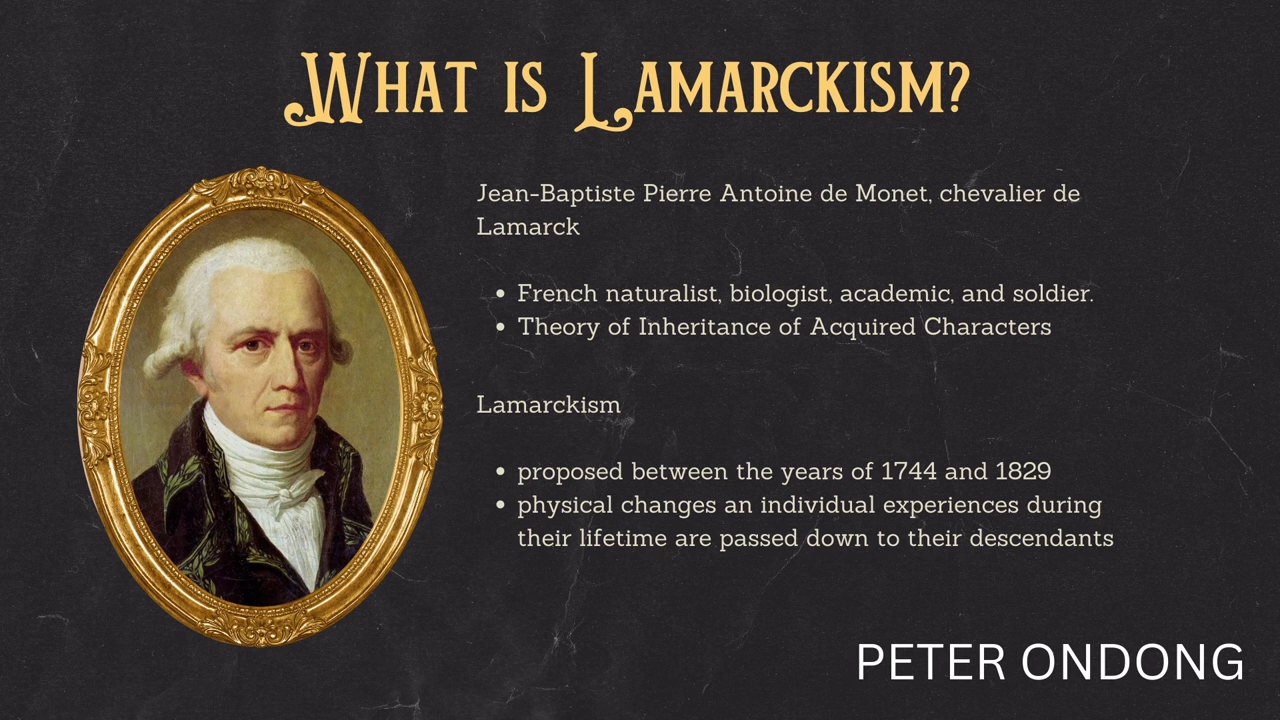 What is Lamarckism?
Jean-Baptiste Pierre Antoine de Monet, chevalier de
Lamarck
• French naturalist, biologist, academic, and soldier.
• Theory of Inheritance of Acquired Characters
Lamarckism
• proposed between the years of 1744 and 1829
• physical changes an individual experiences during
their lifetime are passed down to their descendants
PETER ONDONG